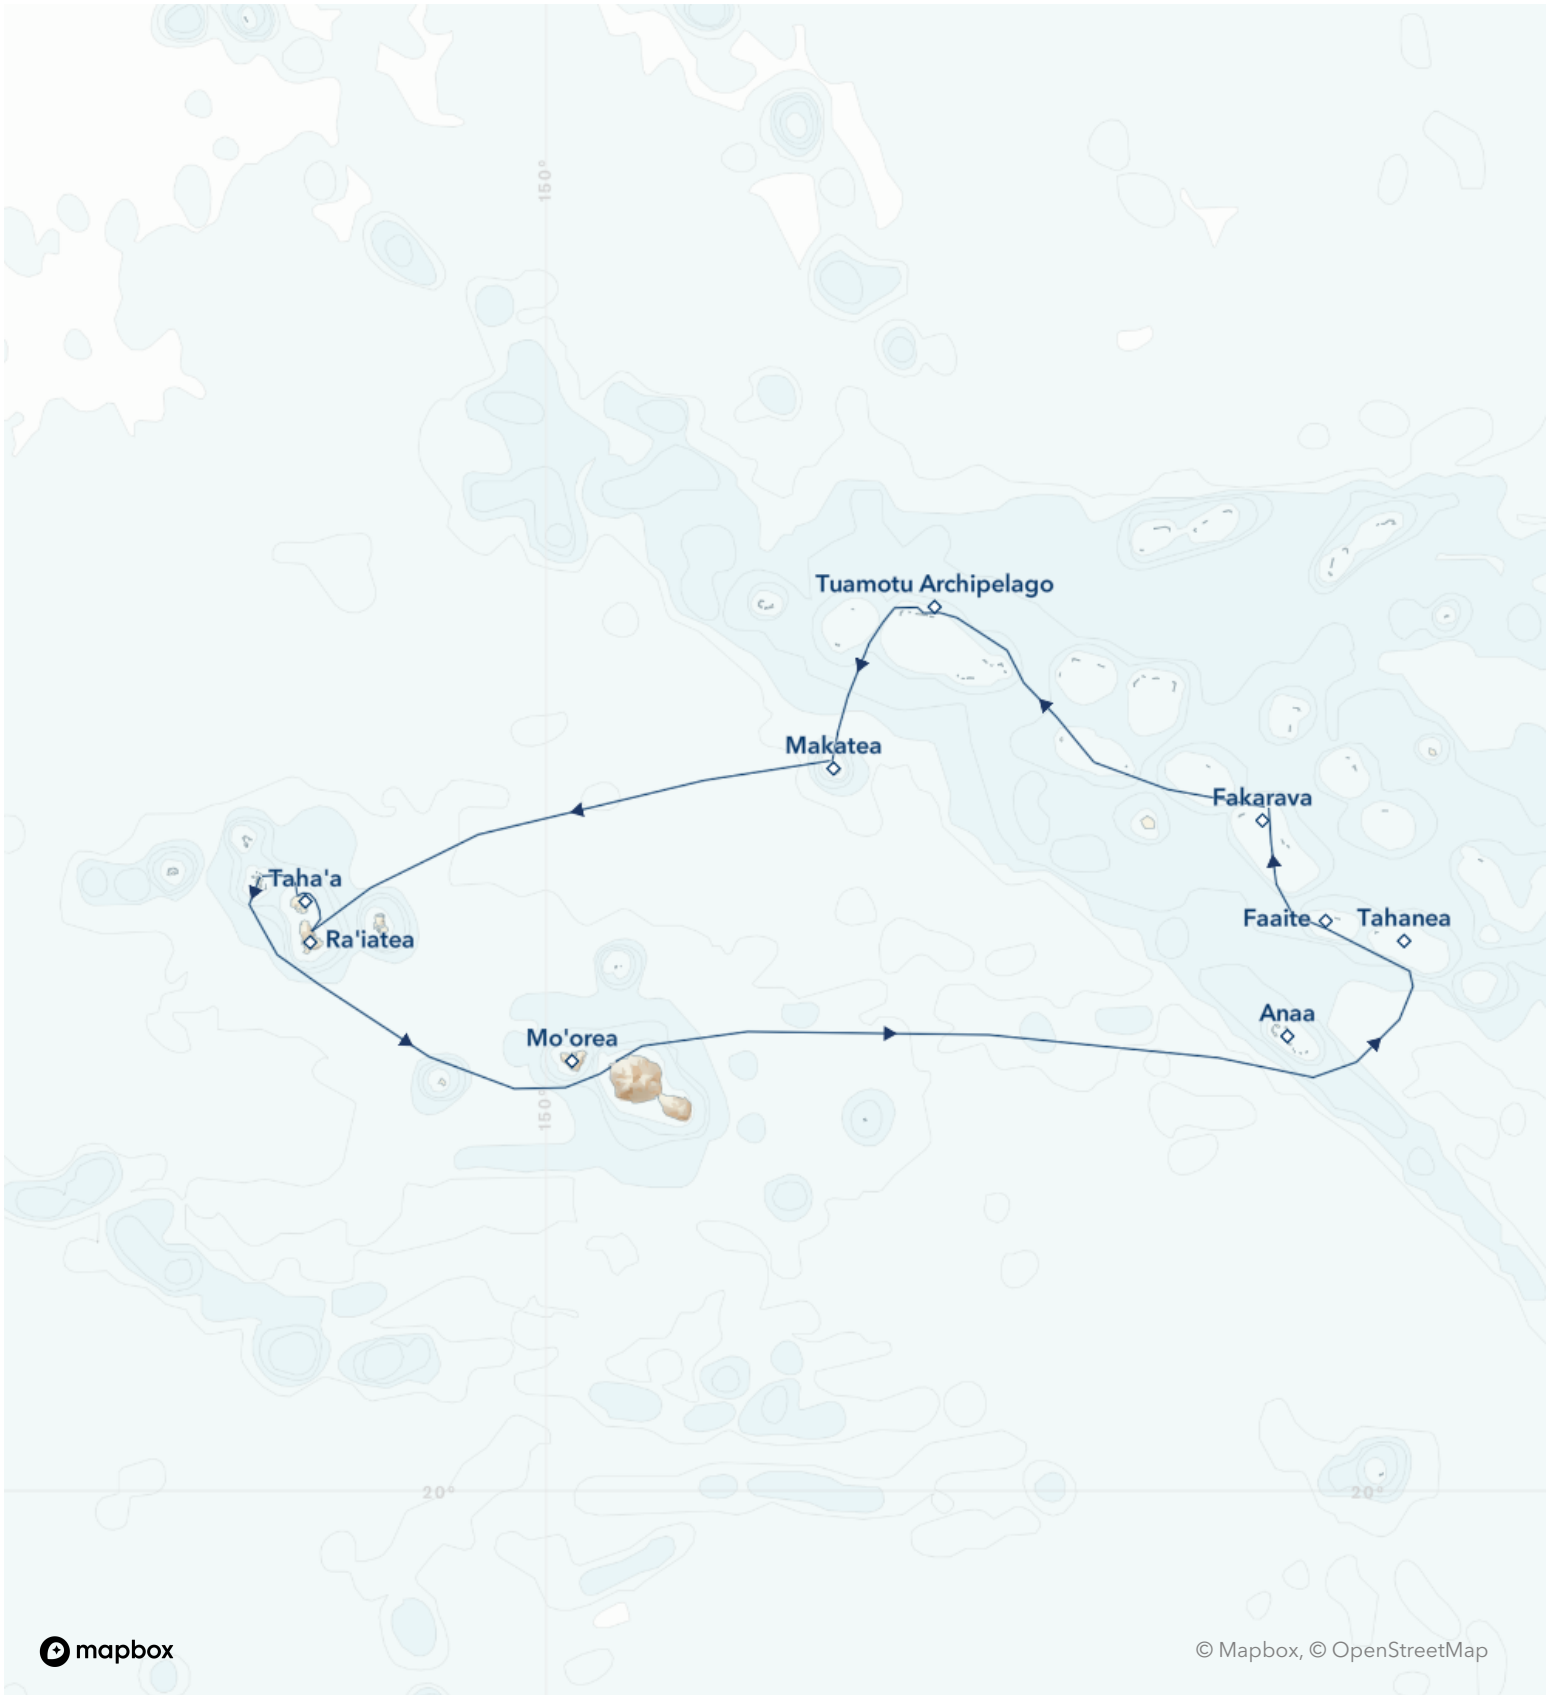 150°
Tuamotu Archipelago
Makatea
Fakarava
Taha'a
Faaite
Tahanea
Ra'iatea
Anaa
Mo'orea
150°
20°
20°
mapbox
© Mapbox, © OpenStreetMap